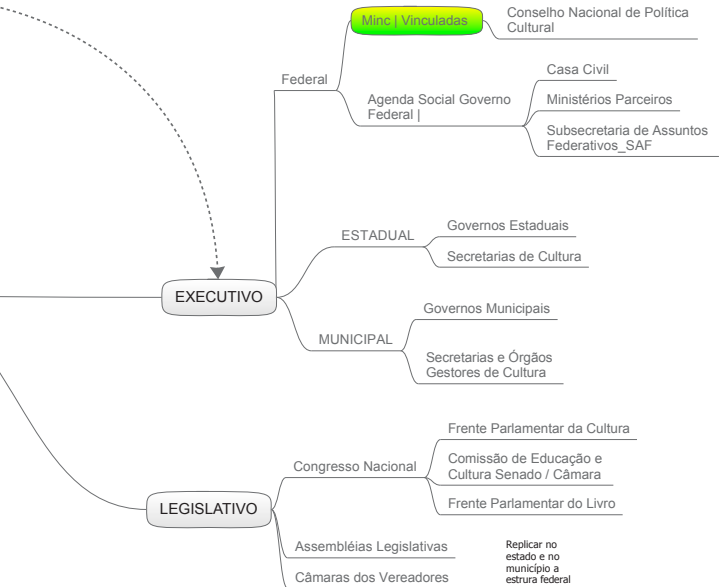 Minc | Vinculadas
Conselho Nacional de Política
Cultural
Federal
Agenda Social Governo
Federal |
Casa Civil
Ministérios Parceiros
Subsecretaria de Assuntos
Federativos_SAF
ESTADUAL
Governos Estaduais
Secretarias de Cultura
EXECUTIVO
MUNICIPAL
Governos Municipais
Secretarias e Órgãos
Gestores de Cultura
Congresso Nacional
Frente Parlamentar da Cultura
Comissão de Educação e
Cultura Senado / Câmara
Frente Parlamentar do Livro
LEGISLATIVO
Assembléias Legislativas
Câmaras dos Vereadores
Replicar no
estado e no
município a
estrura federal